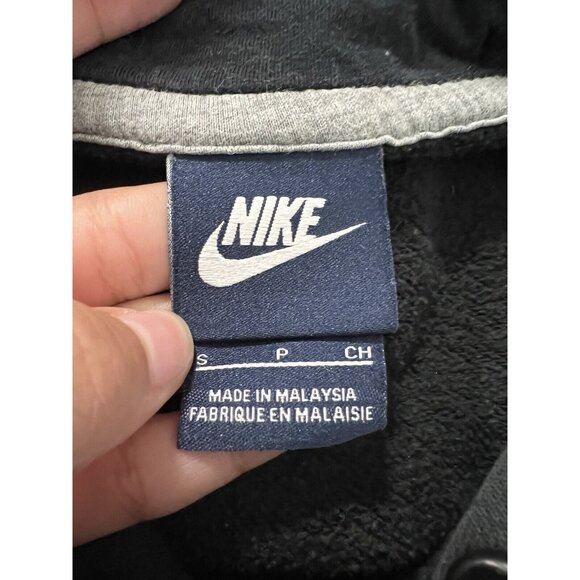 NIKE
S P CH
MADE IN MALAYSIA
FABRIQUE EN MALAISIE